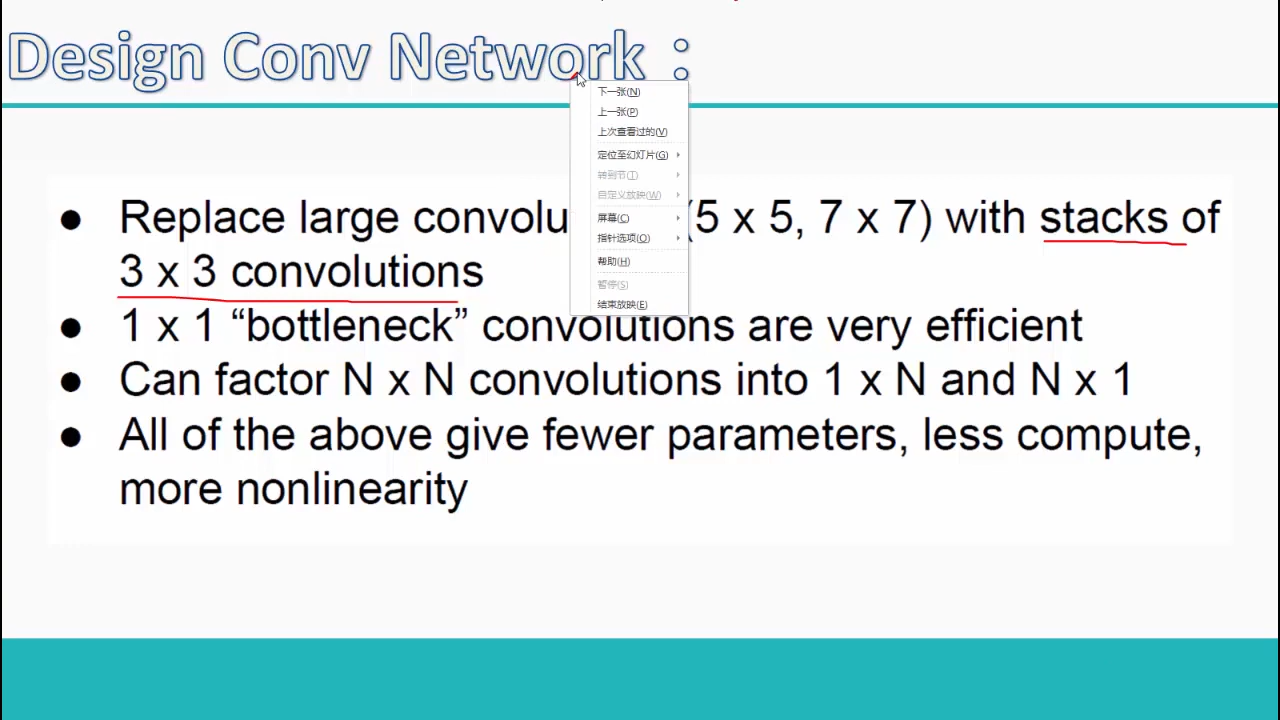 Design Conv Network：
下一张(N)
上一张(P)
上次查看过的(V)
定位至幻灯片(G)
转到节(T)
自定义放映(W)
屏幕(C)
指针选项(O)
帮助(H)
暂停(S)
结束放映(E)
● Replace large convolu (5 x 5, 7 x 7) with stacks of
3 x 3 convolutions
● 1 x 1 “bottleneck” convolutions are very efficient
● Can factor N x N convolutions into 1 x N and N x 1
● All of the above give fewer parameters, less compute,
more nonlinearity